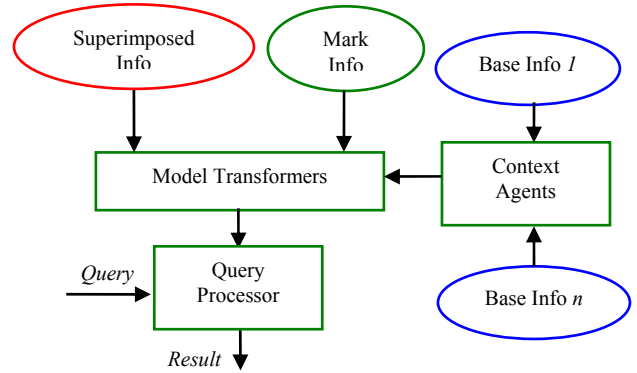 Superimposed
Info
Mark
Info
Base Info 1
Model Transformers
Context
Agents
Query
Query
Processor
Base Info n
Result